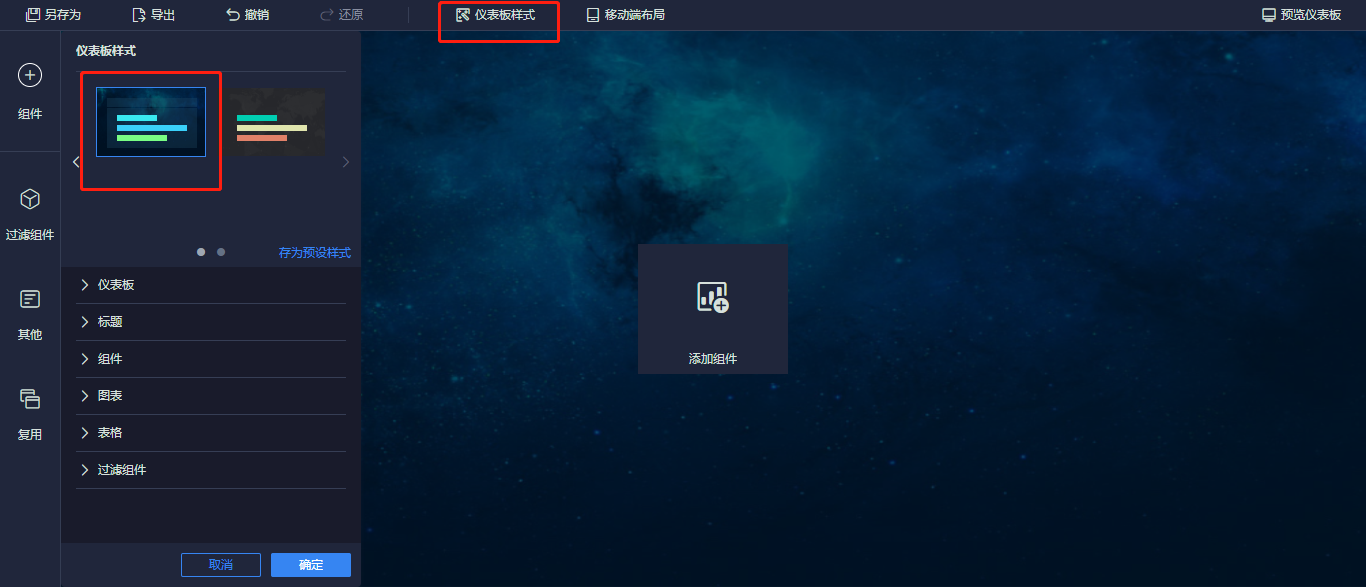 另存为 导出 撤销 还原 仪表板样式 移动端布局 预览仪表板
仪表板样式
组件
过滤组件
其他
复用
存为预设样式
仪表板
标题
组件
图表
表格
过滤组件
取消 确定
添加组件